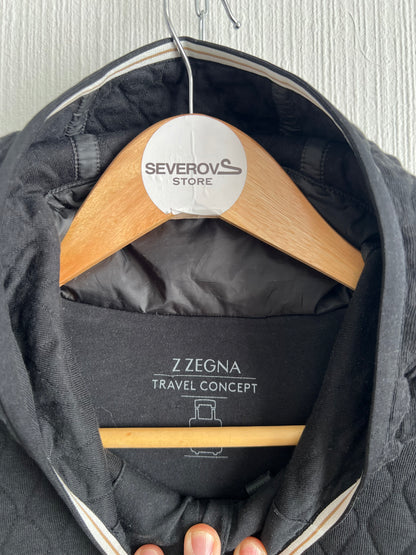 SEVEROVS
STORE
Z ZEGNA
TRAVEL CONCEPT